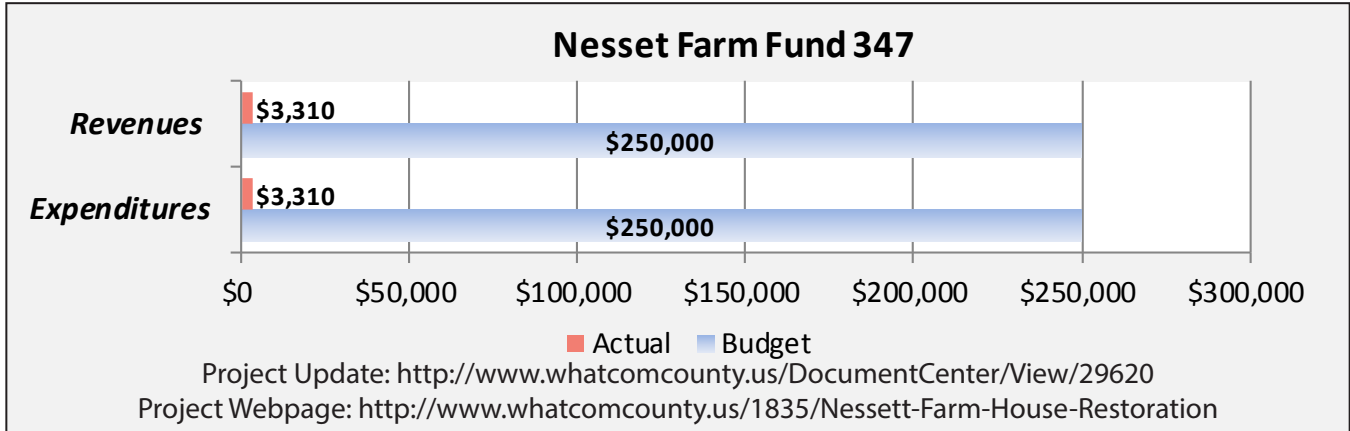 Nesset Farm Fund 347
Revenues
$3,310
$250,000
Expenditures
$3,310
$250,000
$0 $50,000 $100,000 $150,000 $200,000 $250,000 $300,000
Actual Budget
Project Update: http://www.whatcomcounty.us/DocumentCenter/View/29620
Project Webpage: http://www.whatcomcounty.us/1835/Nessett-Farm-House-Restoration